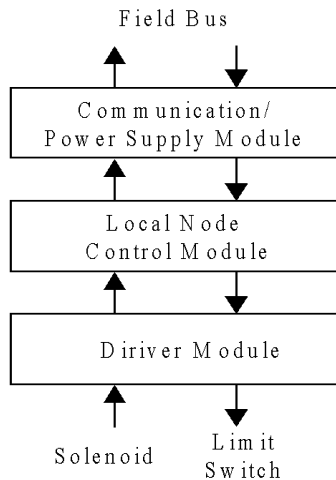 Field Bus
Communication/
Power Supply Module
Local Node
Control Module
Diriver Module
Solenoid
Limit
Switch